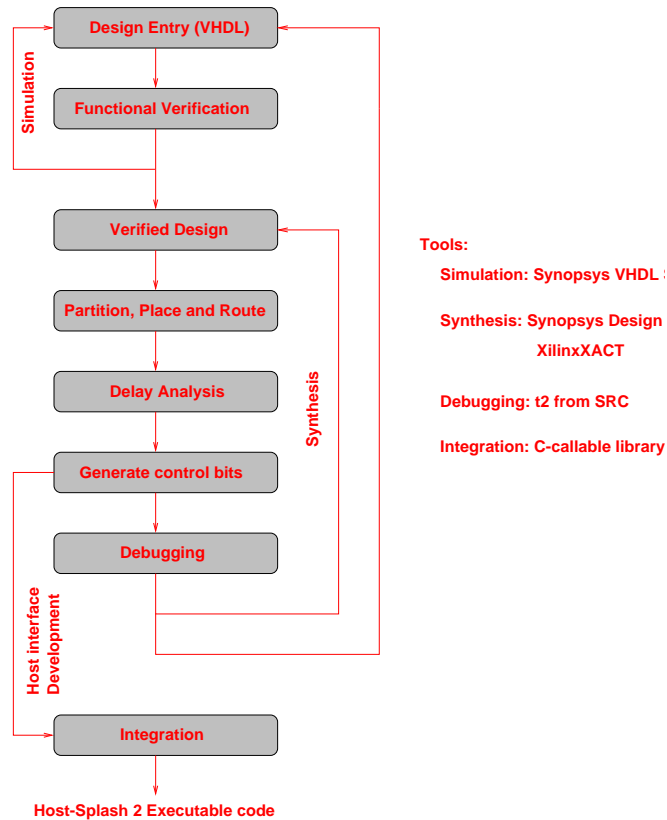 Design Entry (VHDL)
Simulation
Functional Verification
Verified Design
Partition, Place and Route
Delay Analysis
Synthesis
Generate control bits
Debugging
Host interface
Development
Integration
Host-Splash 2 Executable code
Tools:
Simulation: Synopsys VHDL
Synthesis: Synopsys Design
XilinxXACT
Debugging: t2 from SRC
Integration: C-callable library